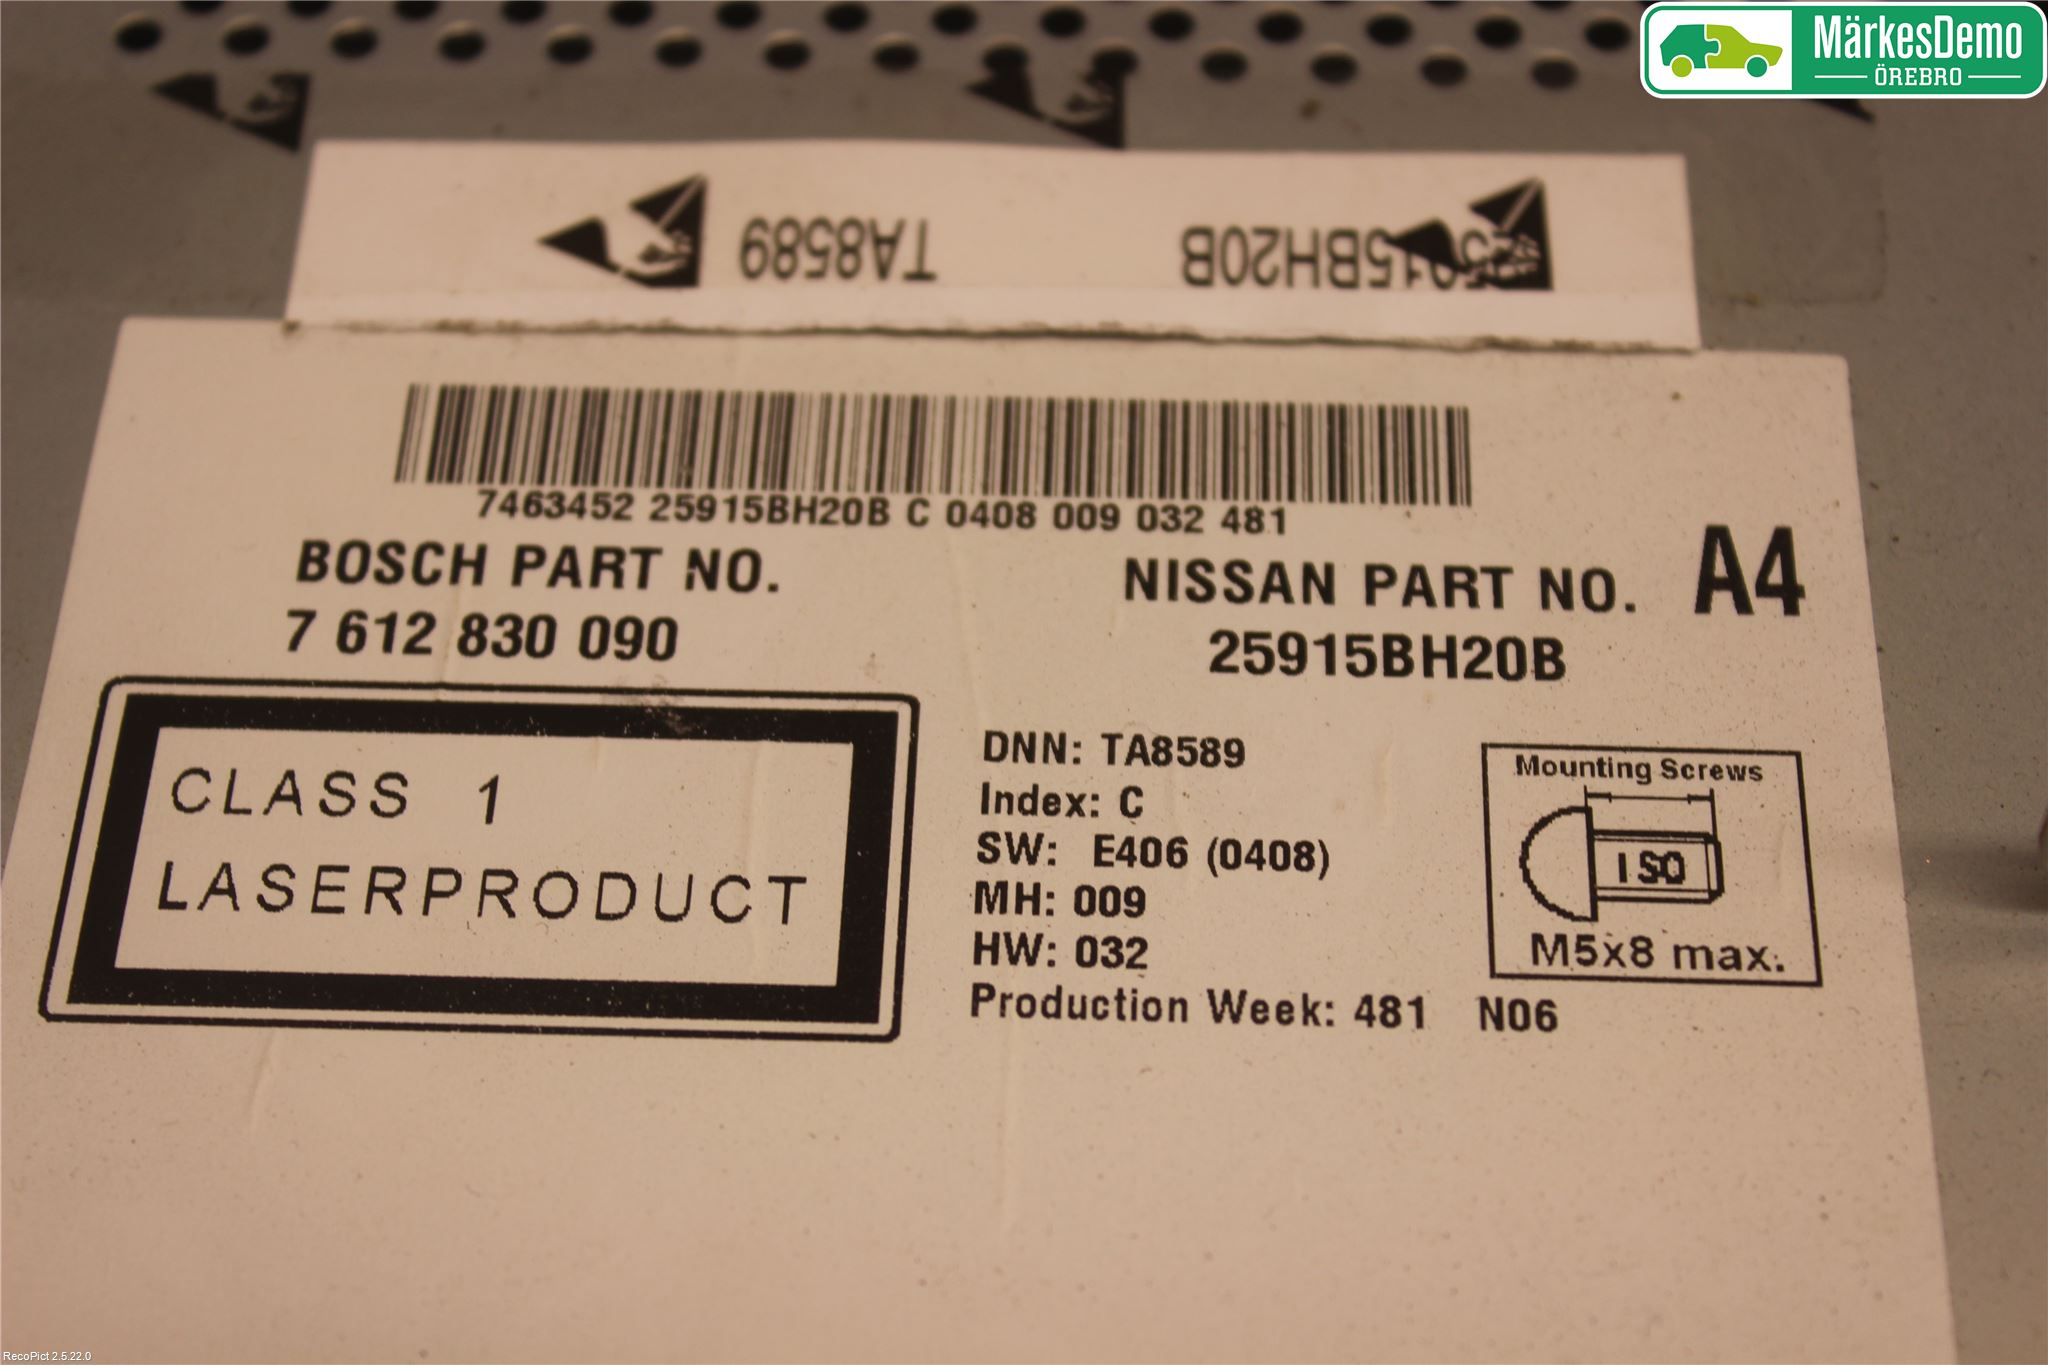 MärkesDemo
ÖREBRO
TA8589
25915BH20B
7463452 25915BH20B C 0408 009 032 481
BOSCH PART NO.
7 612 830 090
NISSAN PART NO.
25915BH20B
A4
CLASS 1
LASERPRODUCT
DNN: TA8589
Index: C
SW: E406 (0408)
MH: 009
HW: 032
Production Week: 481 N06
Mounting Screws
ISO
M5x8 max.
RecoPict 2.5.22.0